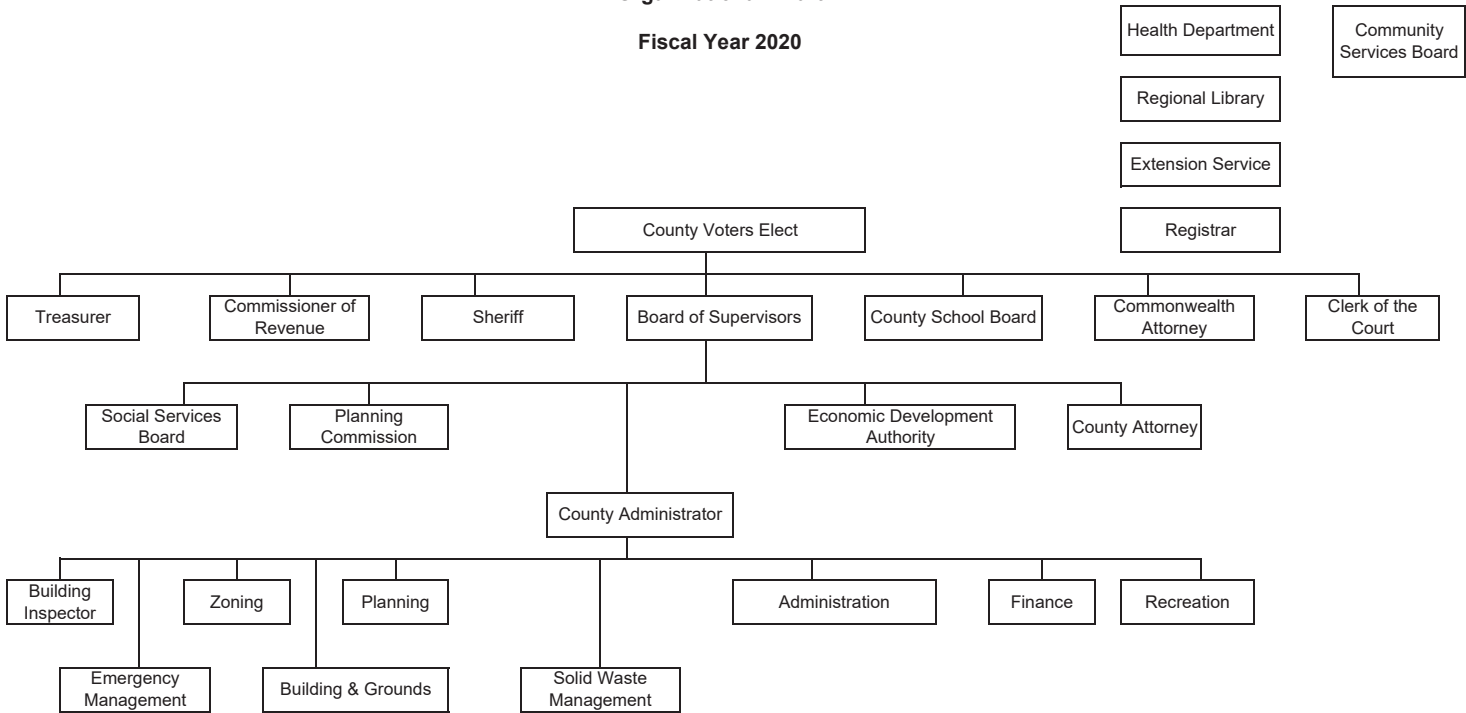 Fiscal Year 2020
Health Department
Community
Services Board
Regional Library
Extension Service
Registrar
County Voters Elect
Treasurer
Commissioner of
Revenue
Sheriff
Board of Supervisors
County School Board
Commonwealth
Attorney
Clerk of the
Court
Social Services
Board
Planning
Commission
Economic Development
Authority
County Attorney
County Administrator
Building
Inspector
Zoning
Planning
Administration
Finance
Recreation
Emergency
Management
Building & Grounds
Solid Waste
Management